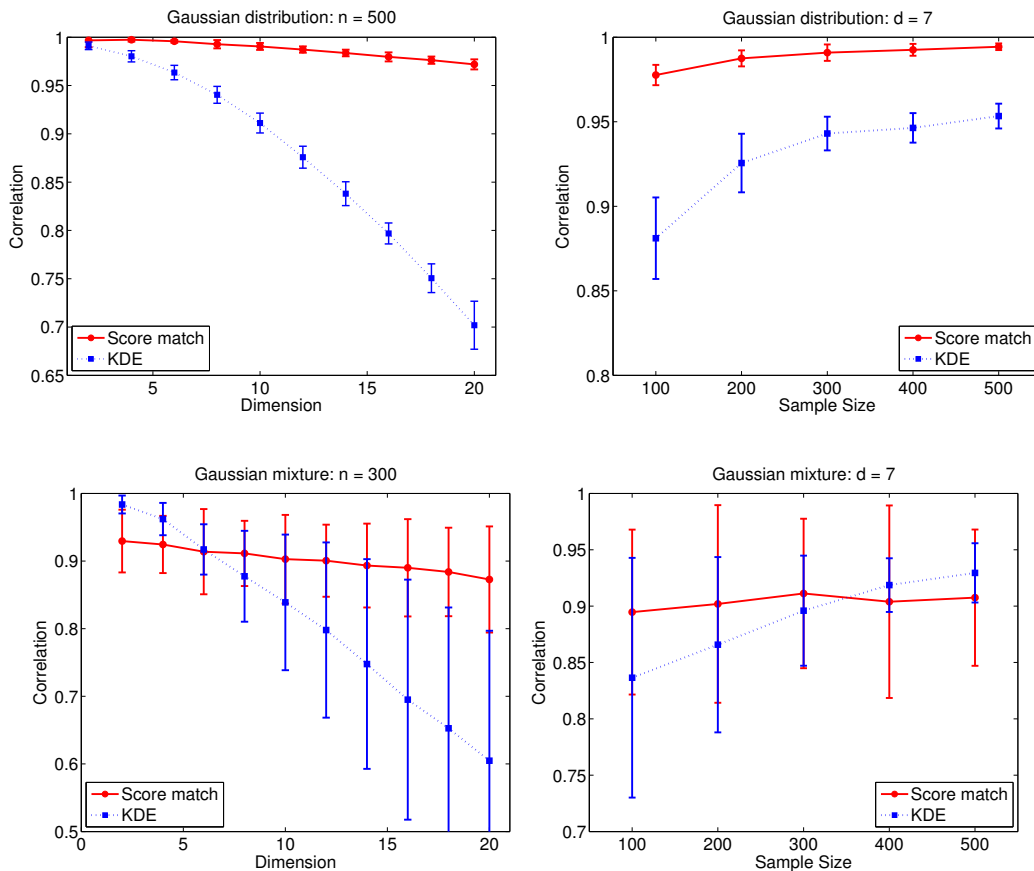 Gaussian distribution: n = 500
1
0.95
0.9
0.85
0.8
0.75
0.7
0.65
Correlation
5 10 15 20
Dimension
Score match
KDE
Gaussian distribution: d = 7
1
0.95
0.9
0.85
0.8
Correlation
100 200 300 400 500
Sample Size
Score match
KDE
Gaussian mixture: n = 300
1
0.9
0.8
0.7
0.6
0.5
Correlation
0 5 10 15 20
Dimension
Score match
KDE
Gaussian mixture: d = 7
1
0.95
0.9
0.85
0.8
0.75
0.7
Correlation
100 200 300 400 500
Sample Size
Score match
KDE